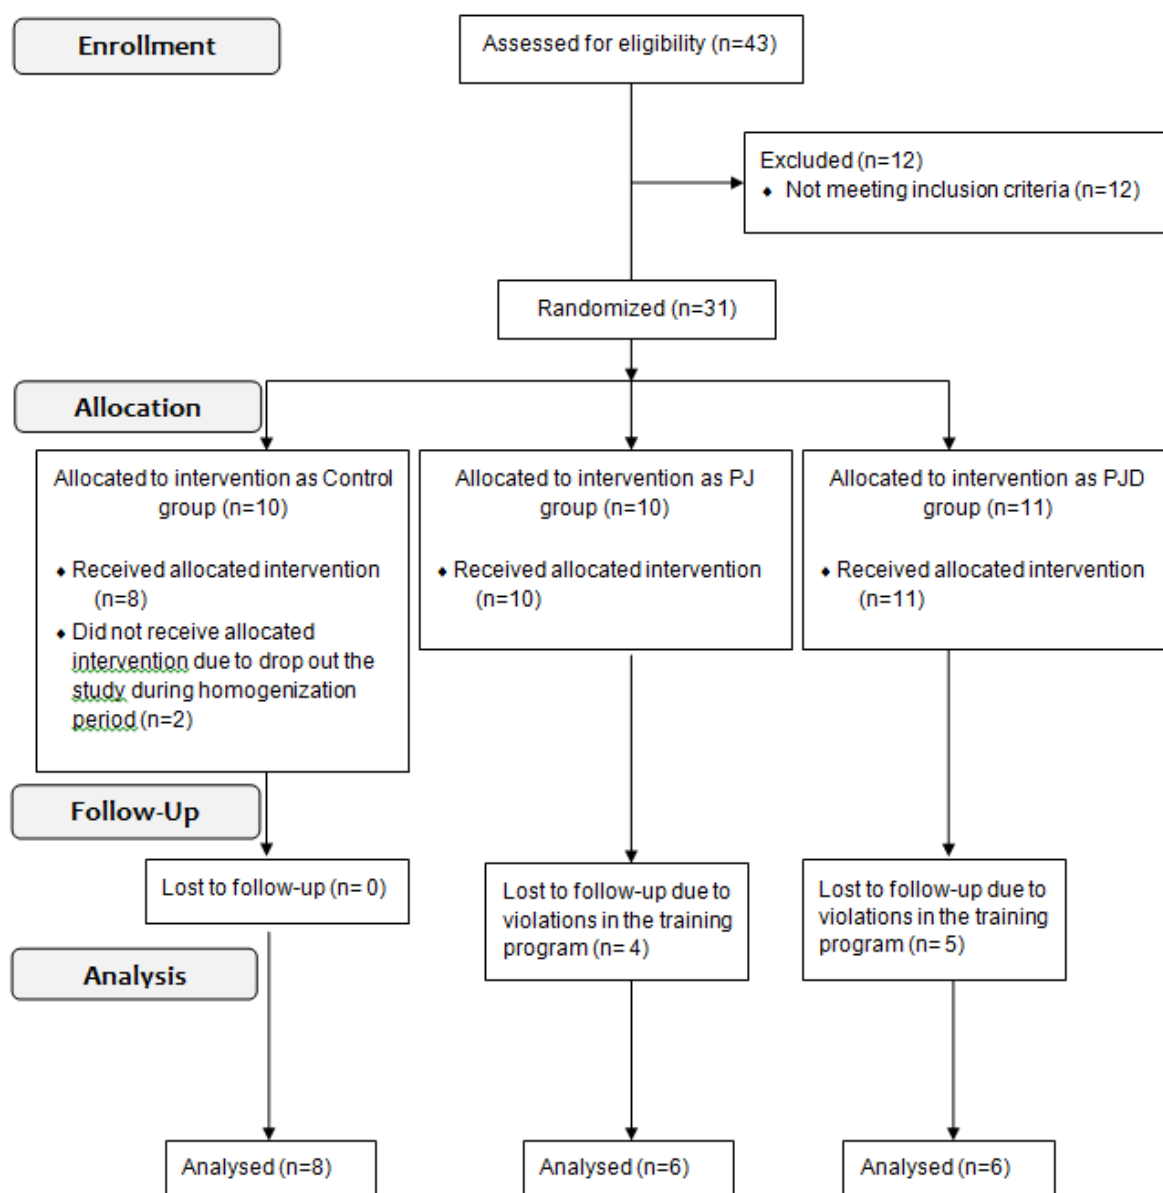 Enrollment
Assessed for eligibility (n=43)
Excluded (n=12)
♦ Not meeting inclusion criteria (n=12)
Randomized (n=31)
Allocation
Allocated to intervention as Control
group (n=10)
♦ Received allocated intervention
(n=8)
♦ Did not receive allocated
intervention due to drop out the
study during homogenization
period (n=2)
Allocated to intervention as PJ
group (n=10)
♦ Received allocated intervention
(n=10)
Allocated to intervention as PJD
group (n=11)
♦ Received allocated intervention
(n=11)
Follow-Up
Lost to follow-up (n= 0)
Lost to follow-up due to
violations in the training
program (n= 4)
Lost to follow-up due to
violations in the training
program (n= 5)
Analysis
Analysed (n=8)
Analysed (n=6)
Analysed (n=6)